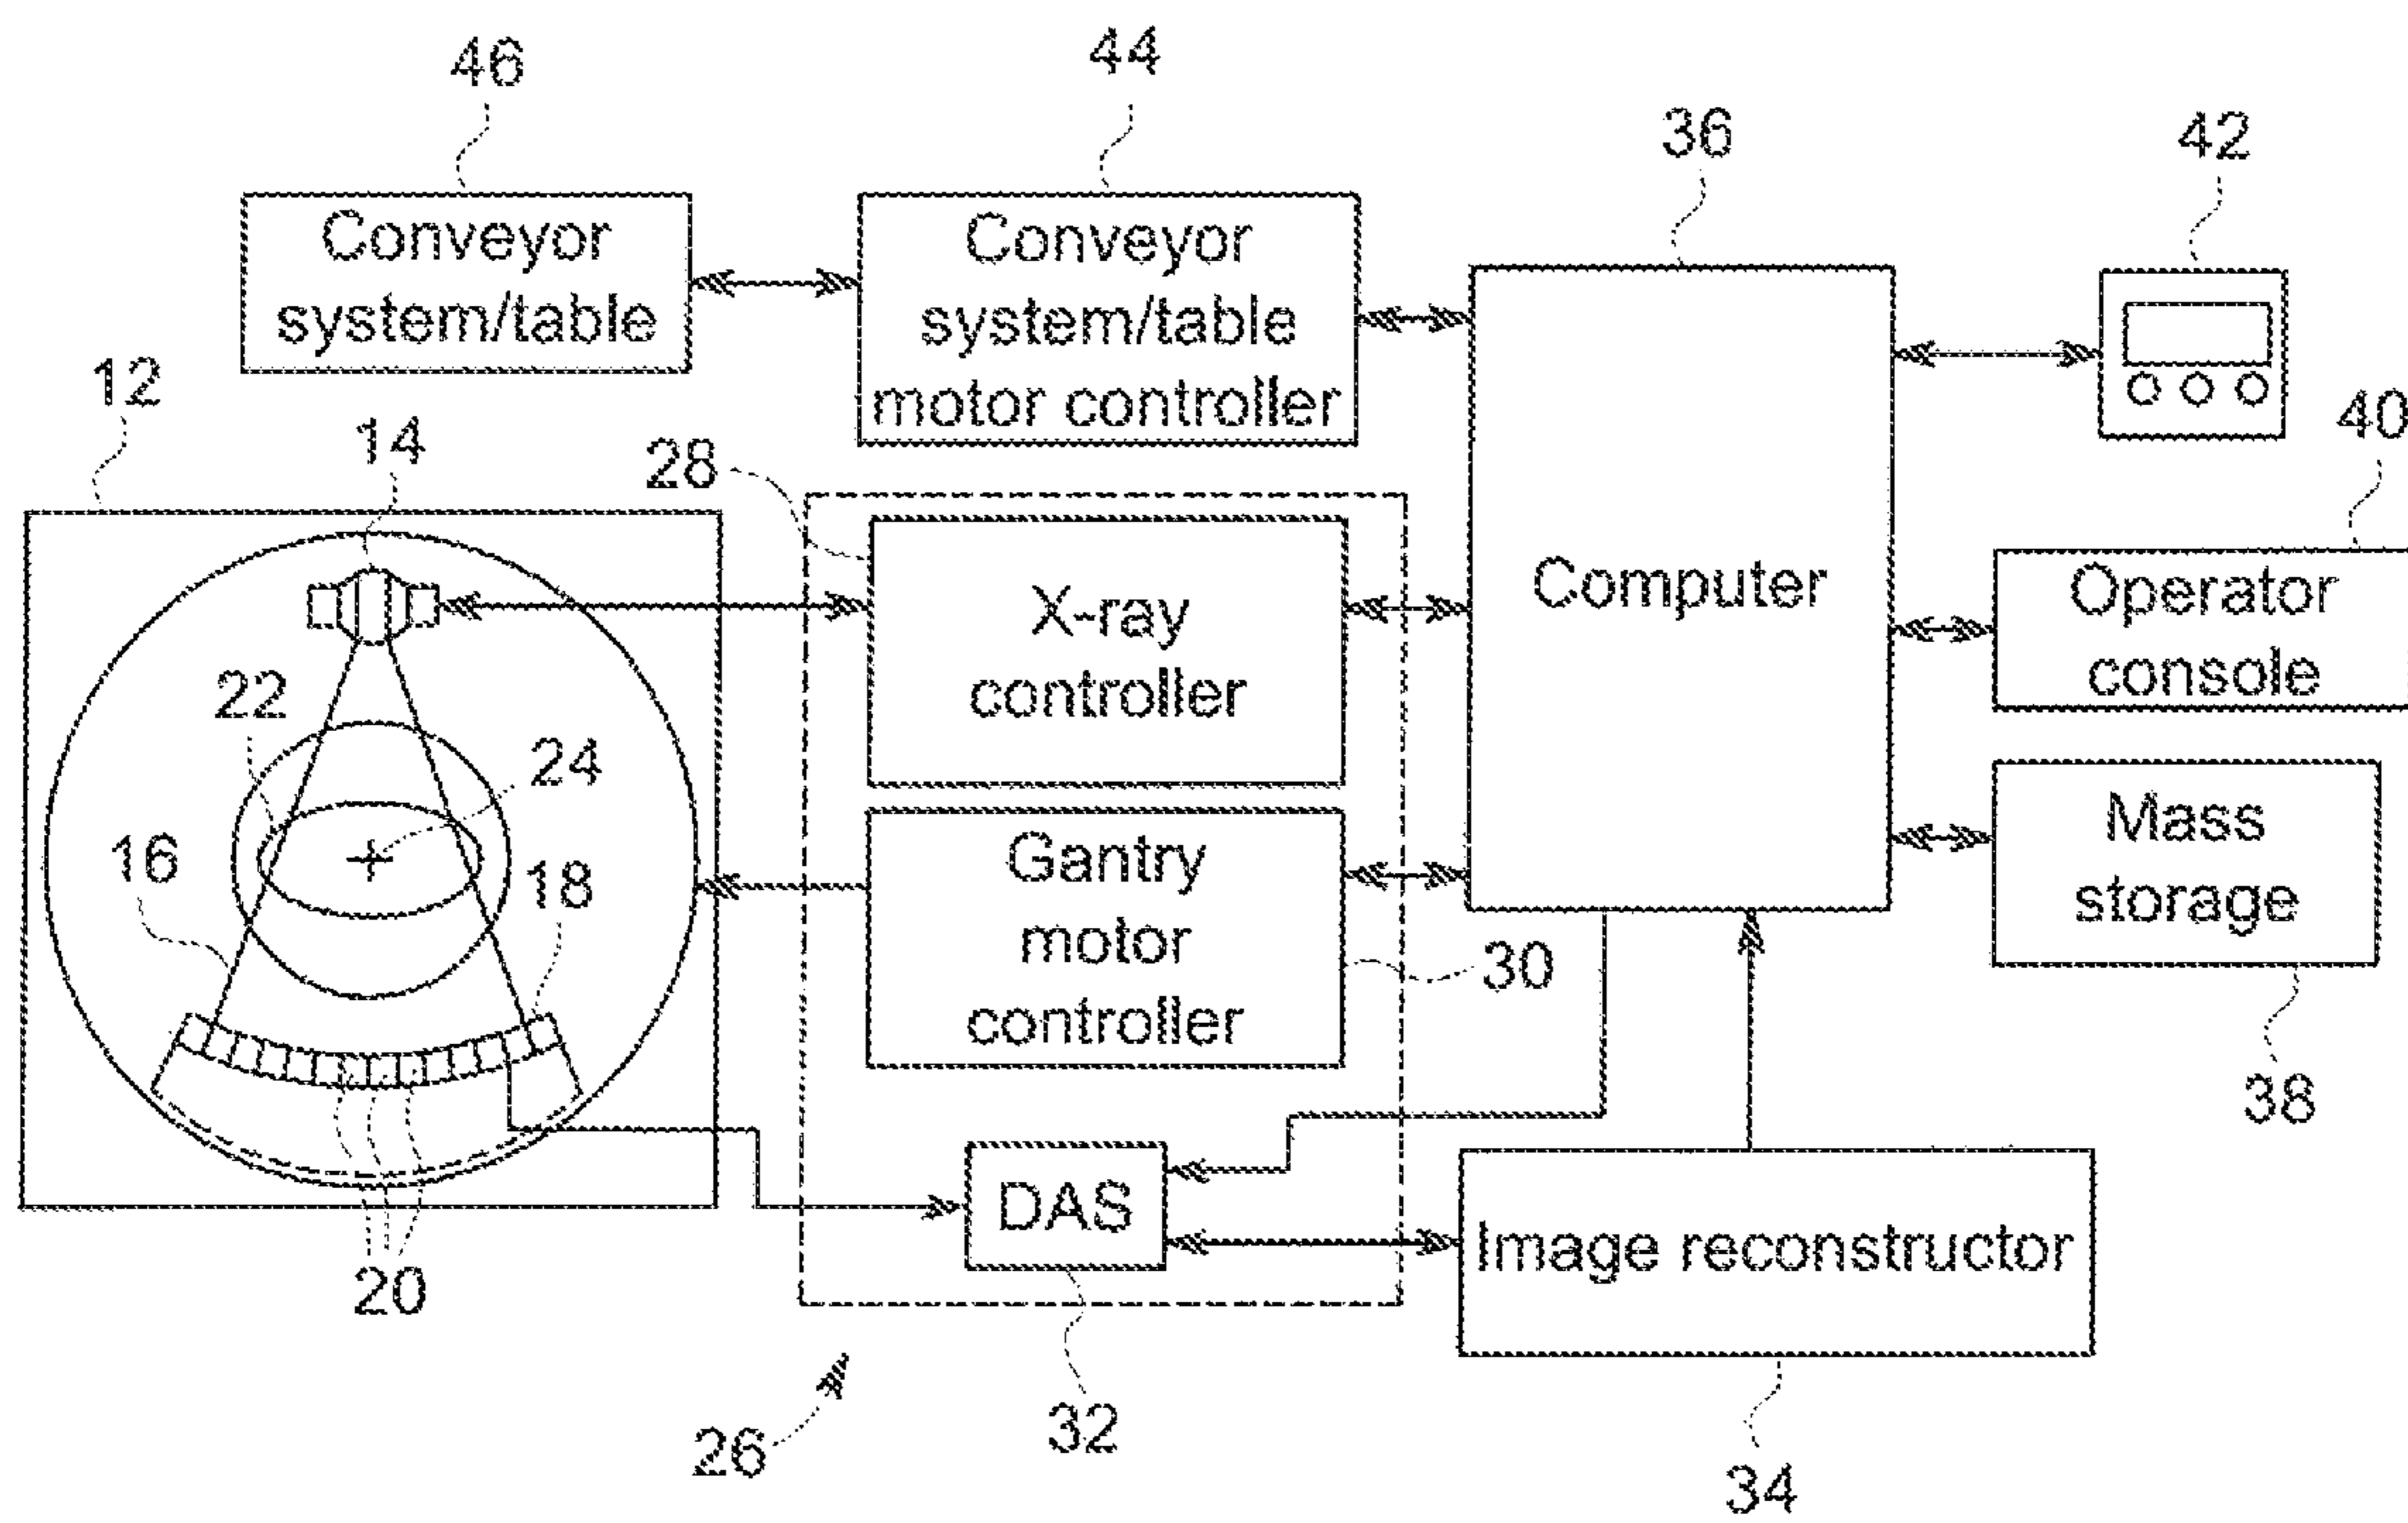 46
44
36
42
Conveyor
system/table
Conveyor
system/table
motor controller
12
14
28
40
Computer
X-ray
controller
Operator
console
22
24
16
18
Gantry
motor
controller
30
Mass
storage
38
DAS
Image reconstructor
20
26
32
34